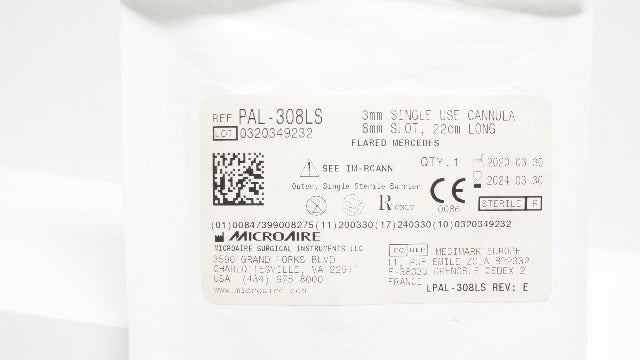 REF PAL-308LS
LOT 0320349232
3mm SINGLE USE CANNULA
8mm SLOT, 22cm LONG
FLARED MERCEDES
SEE IM-RCANN
QTY.1
2020-03-30
2024-03-30
Outer, Single Sterile Barrier
R ONLY
CE
0086
STERILE R
(01)00847399008275(11)200330(17)240330(10)0320349232
MICROAIRE
MICROAIRE SURGICAL INSTRUMENTS LLC
3590 GRAND FORKS BLVD
CHARLOTTESVILLE, VA 22911
USA (434) 975 8000
www.microaire.com
EC REP MEDIMARK EUROPE
11, RUE EMILE ZOLA
F-38033 GRENOBLE CEDEX 2
FRANCE
LPAL-308LS REV: E